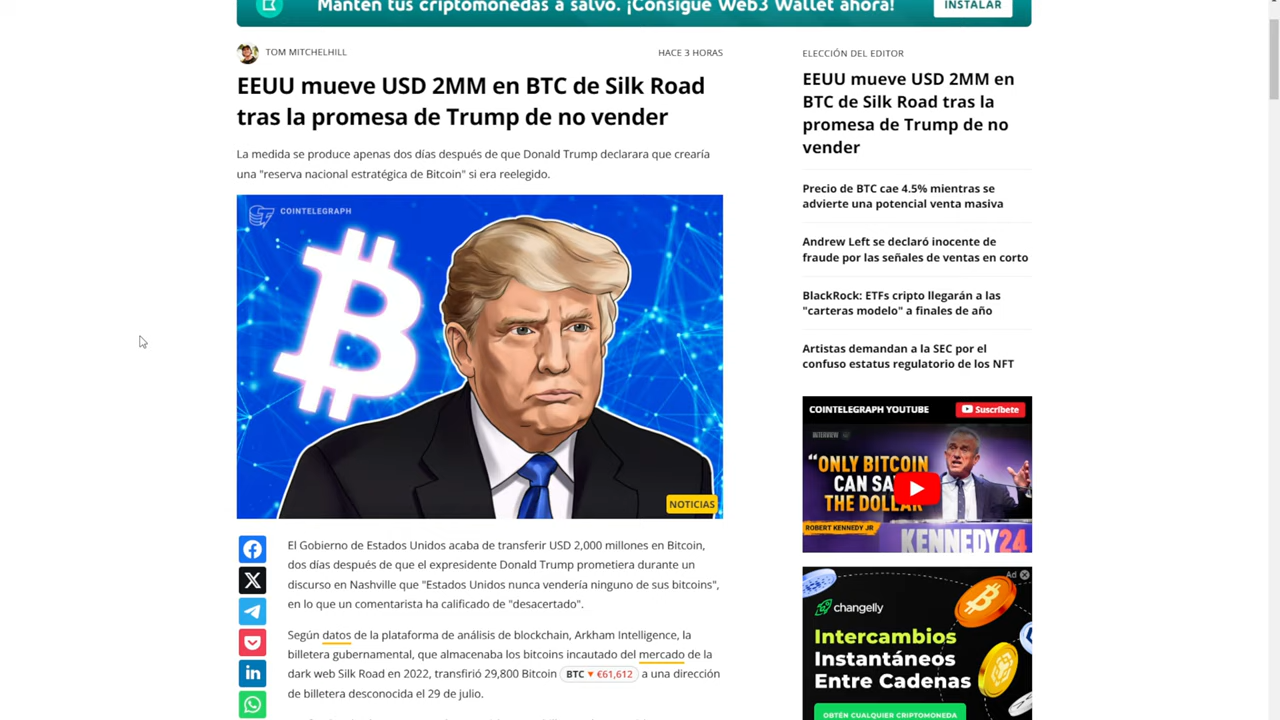 Mantén tus criptomonedas a salvo. ¡Consigue Web3 Wallet ahora!
INSTALAR
TOM MITCHELHILL
HACE 3 HORAS
EEUU mueve USD 2MM en BTC de Silk Road
tras la promesa de Trump de no vender
La medida se produce apenas dos días después de que Donald Trump declarara que crearía
una "reserva nacional estratégica de Bitcoin" si era reelegido.
COINTELEGRAPH
NOTICIAS
El Gobierno de Estados Unidos acaba de transferir USD 2,000 millones en Bitcoin,
dos días después de que el expresidente Donald Trump prometiera durante un
discurso en Nashville que "Estados Unidos nunca vendería ninguno de sus bitcoins",
en lo que un comentarista ha calificado de "desacertado".
Según datos de la plataforma de análisis de blockchain, Arkham Intelligence, la
billetera gubernamental, que almacenaba los bitcoins incautado del mercado de la
dark web Silk Road en 2022, transfirió 29,800 Bitcoin BTC ▼ €61,612 a una dirección
de billetera desconocida el 29 de julio.
ELECCIÓN DEL EDITOR
EEUU mueve USD 2MM en
BTC de Silk Road tras la
promesa de Trump de no
vender
Precio de BTC cae 4.5% mientras se
advierte una potencial venta masiva
Andrew Left se declaró inocente de
fraude por las señales de ventas en corto
BlackRock: ETFs cripto llegarán a las
"carteras modelo" a finales de año
Artistas demandan a la SEC por el
confuso estatus regulatorio de los NFT
COINTELEGRAPH YOUTUBE
Suscríbete
INTERVIEW
"ONLY BITCOIN
CAN SA
THE DOLLAR
ROBERT KENNEDY JR
KENNEDY24
Ad
changelly
Intercambios
Instantáneos
Entre Cadenas
OBTÉN CUALQUIER CRIPTOMONEDA